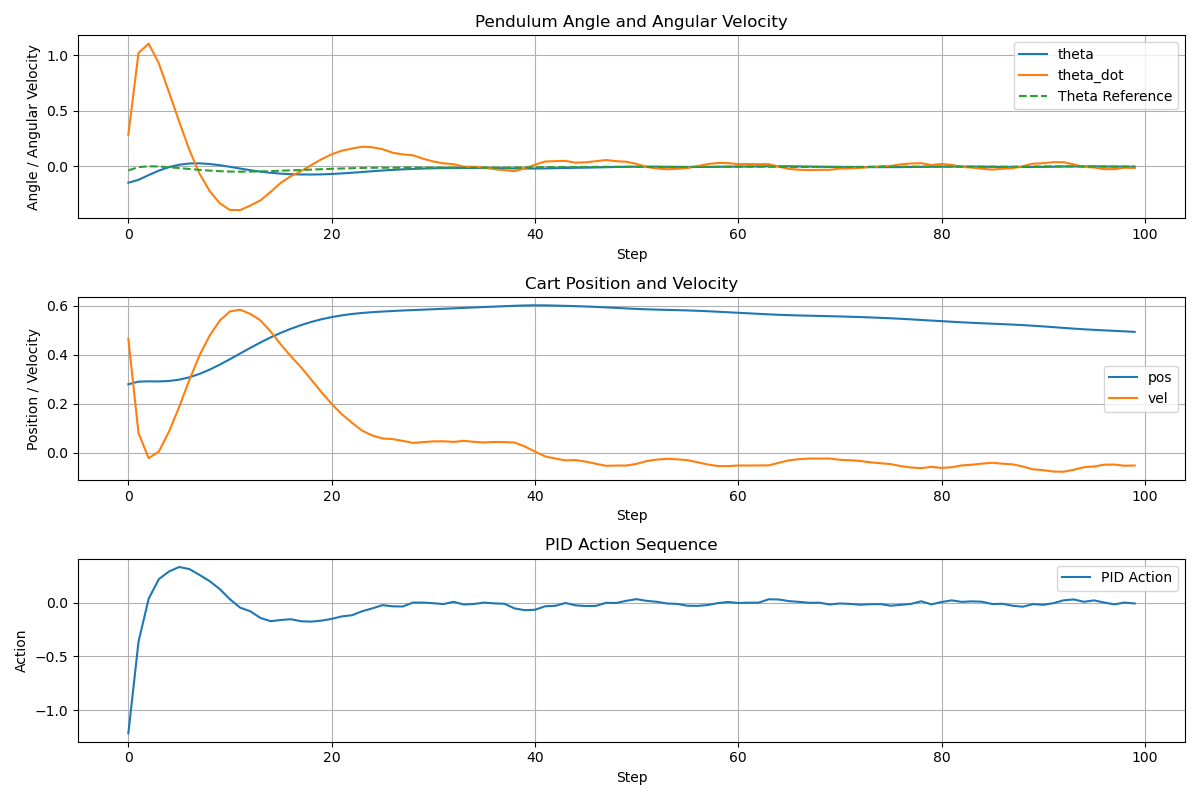 Pendulum Angle and Angular Velocity
Angle / Angular Velocity
1.0
0.5
0.0
theta
theta_dot
Theta Reference
0 20 40 60 80 100
Step
Cart Position and Velocity
Position / Velocity
0.6
0.4
0.2
0.0
pos
vel
0 20 40 60 80 100
Step
PID Action Sequence
Action
0.0
−0.5
−1.0
PID Action
0 20 40 60 80 100
Step